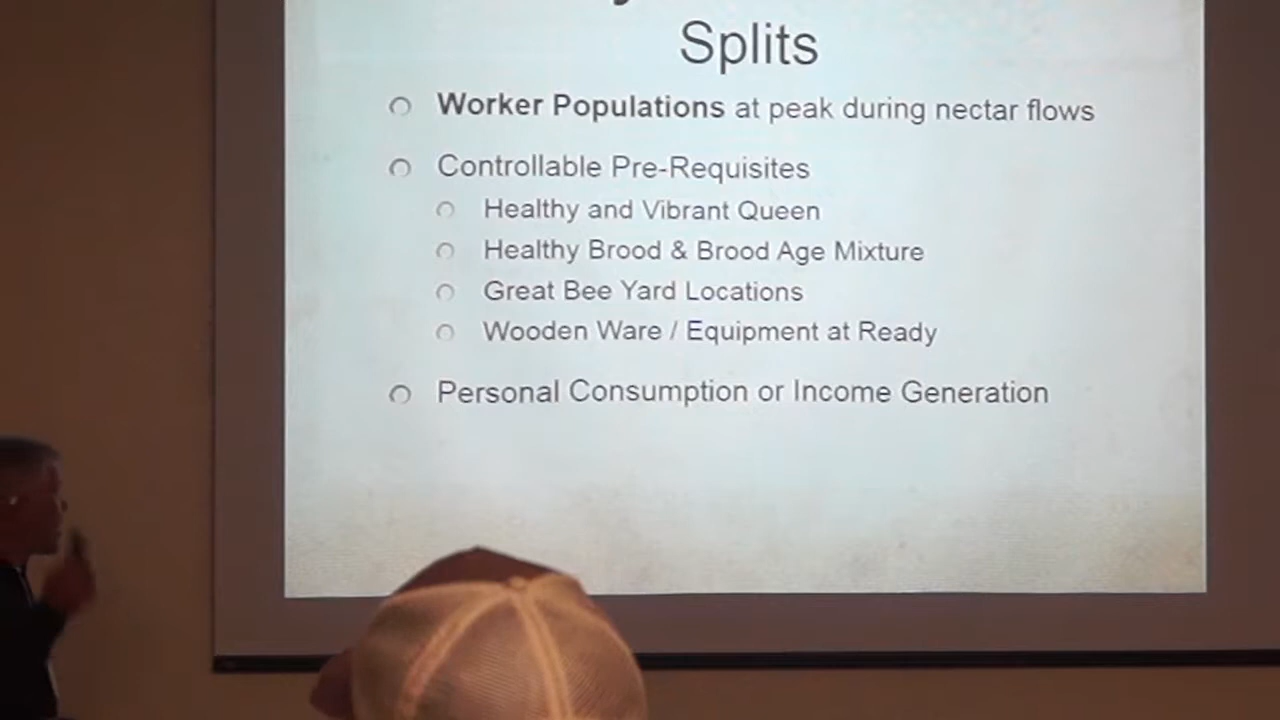 Splits
Worker Populations at peak during nectar flows
Controllable Pre-Requisites
Healthy and Vibrant Queen
Healthy Brood & Brood Age Mixture
Great Bee Yard Locations
Wooden Ware / Equipment at Ready
Personal Consumption or Income Generation